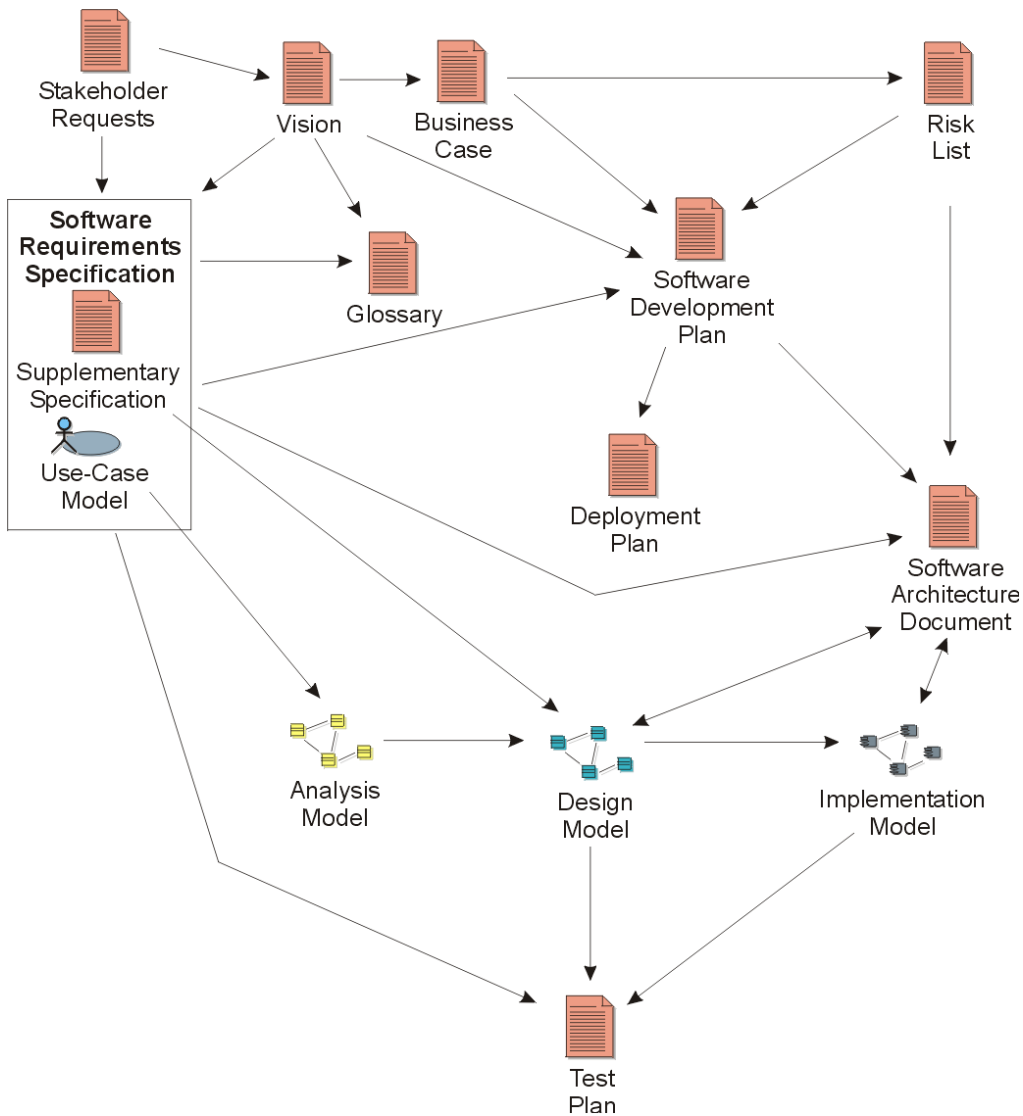 Stakeholder
Requests
Vision
Business
Case
Risk
List
Software
Requirements
Specification
Supplementary
Specification
Use-Case
Model
Glossary
Software
Development
Plan
Deployment
Plan
Software
Architecture
Document
Analysis
Model
Design
Model
Implementation
Model
Test
Plan